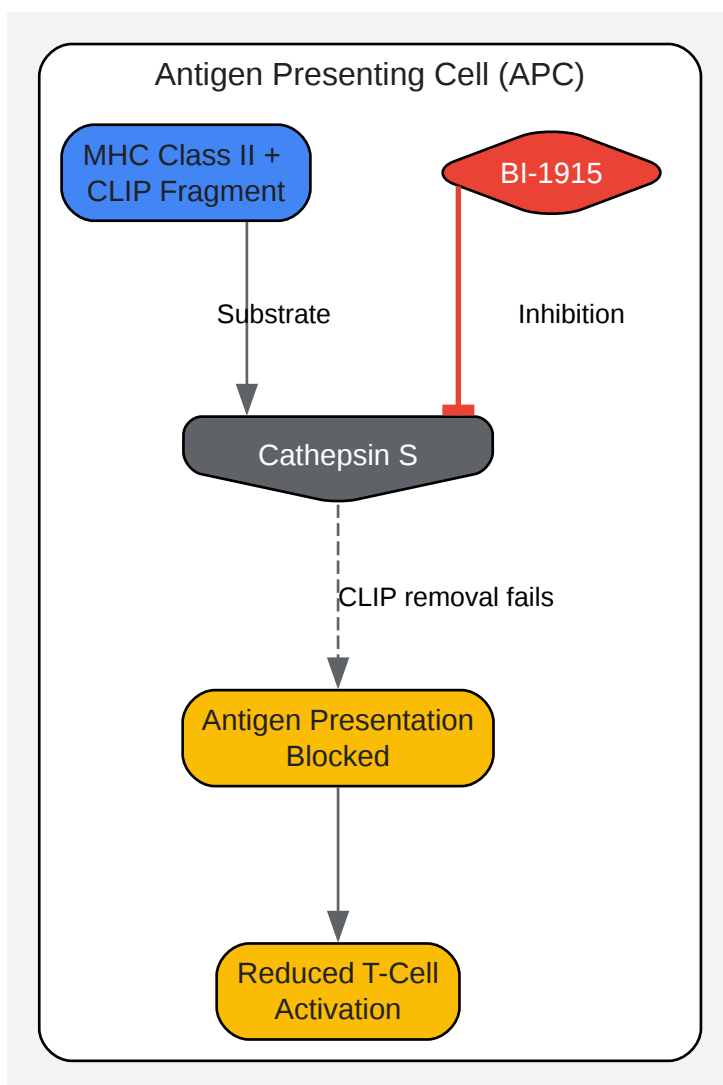 Antigen Presenting Cell (APC)
MHC Class II +
CLIP Fragment
BI-1915
Substrate
Inhibition
Cathepsin S
CLIP removal fails
Antigen Presentation
Blocked
Reduced T-Cell
Activation